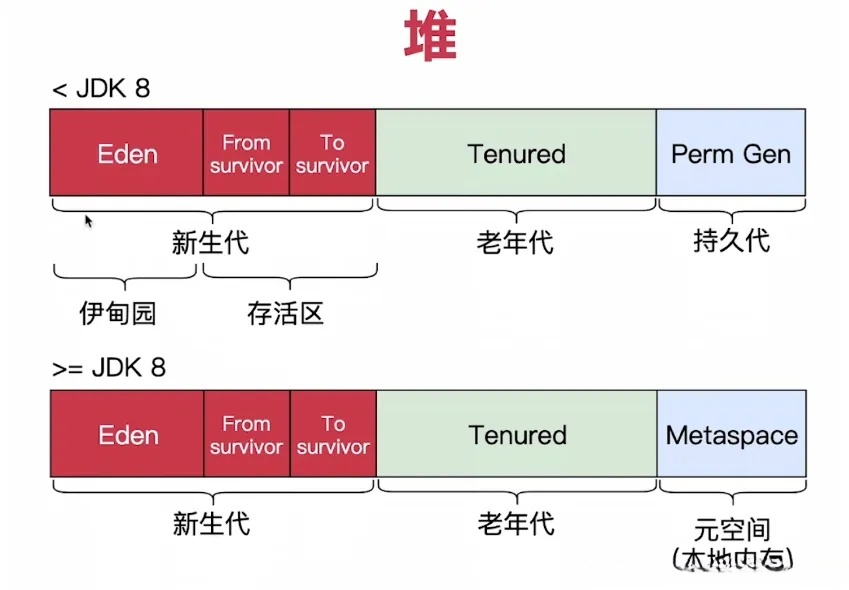 堆
< JDK 8
Eden
From
survivor
To
survivor
Tenured
Perm Gen
新生代
老年代
持久代
伊甸园
存活区
>= JDK 8
Eden
From
survivor
To
survivor
Tenured
Metaspace
新生代
老年代
元空间
(本地内存)